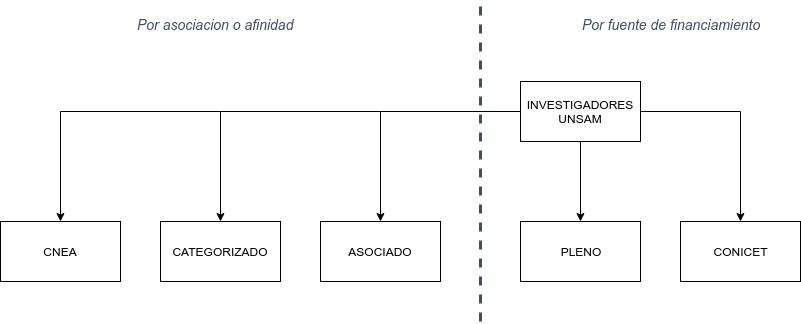 Por asociacion o afinidad
Por fuente de financiamiento
INVESTIGADORES
UNSAM
CNEA
CATEGORIZADO
ASOCIADO
PLENO
CONICET